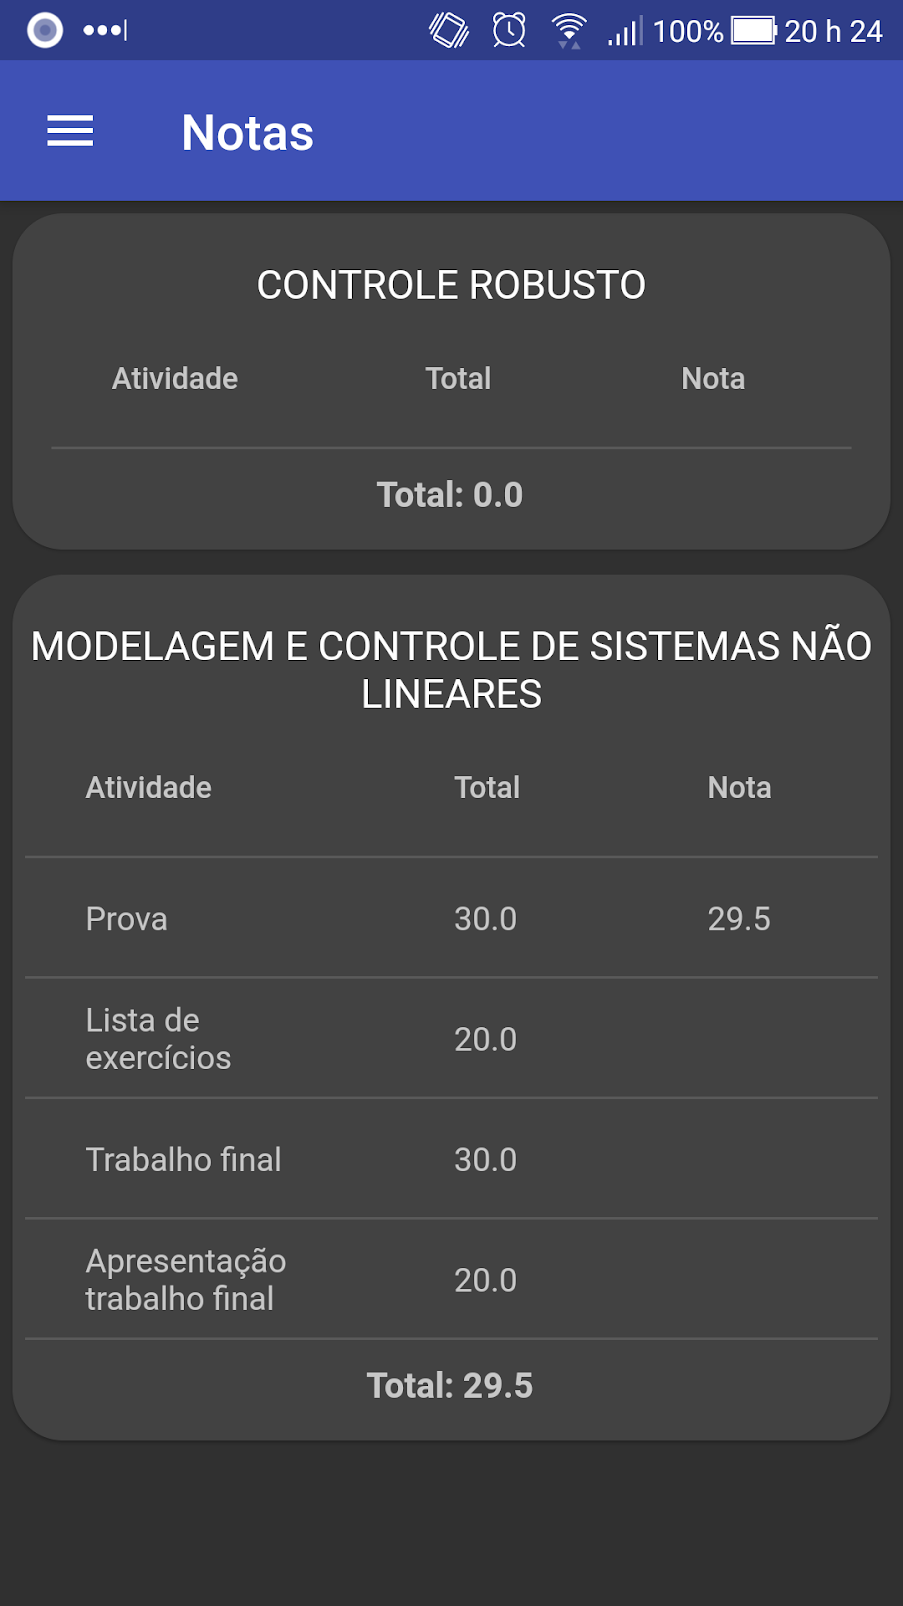 100% 20 h 24
Notas
CONTROLE ROBUSTO
Atividade Total Nota
Total: 0.0
MODELAGEM E CONTROLE DE SISTEMAS NÃO
LINEARES
Atividade Total Nota
Prova 30.0 29.5
Lista de
exercícios 20.0
Trabalho final 30.0
Apresentação
trabalho final 20.0
Total: 29.5